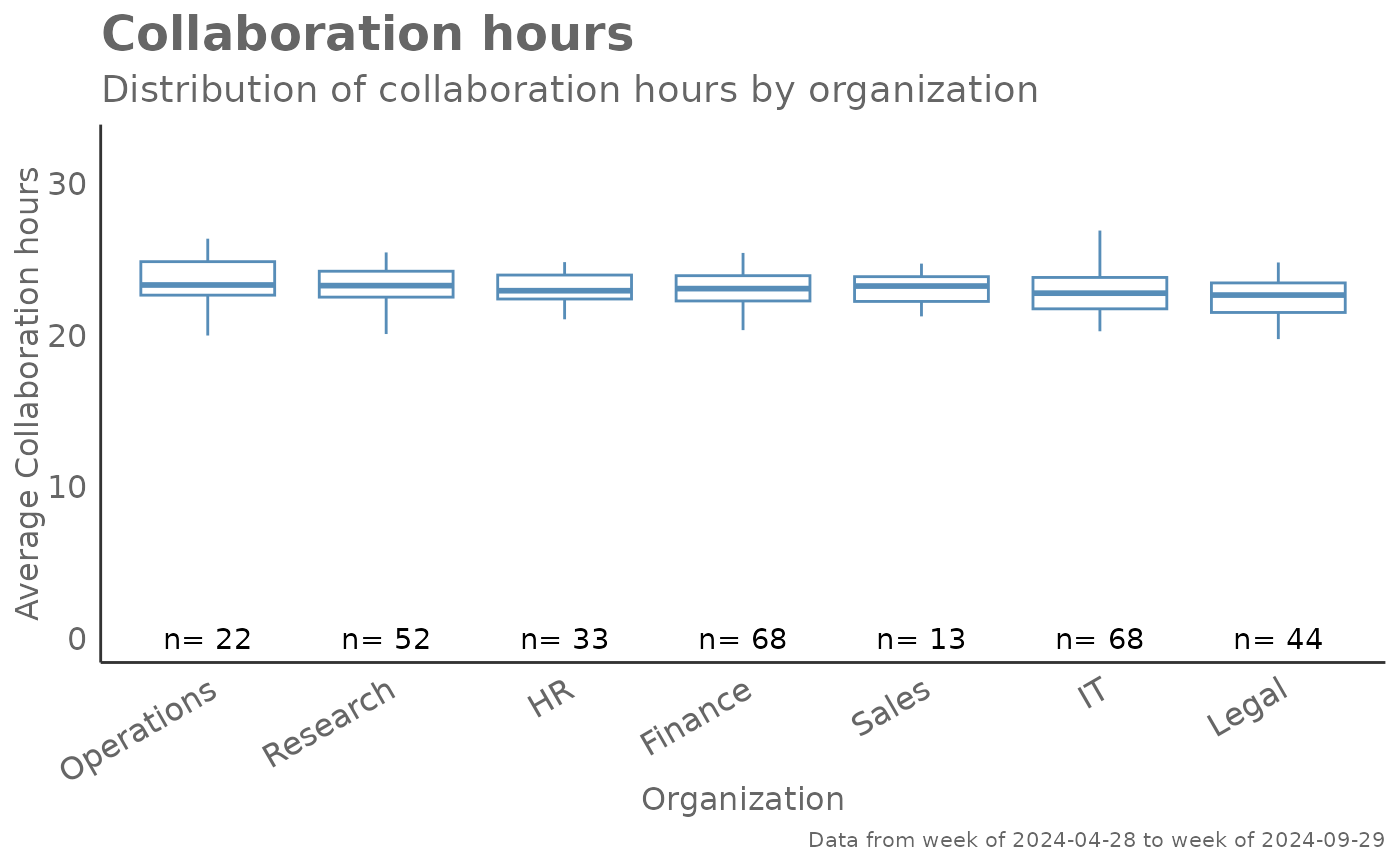 Collaboration hours
Distribution of collaboration hours by organization
Average Collaboration hours
30
20
10
0
n= 22
n= 52
n= 33
n= 68
n= 13
n= 68
n= 44
Operations
Research
HR
Finance
Sales
IT
Legal
Organization
Data from week of 2024-04-28 to week of 2024-09-29